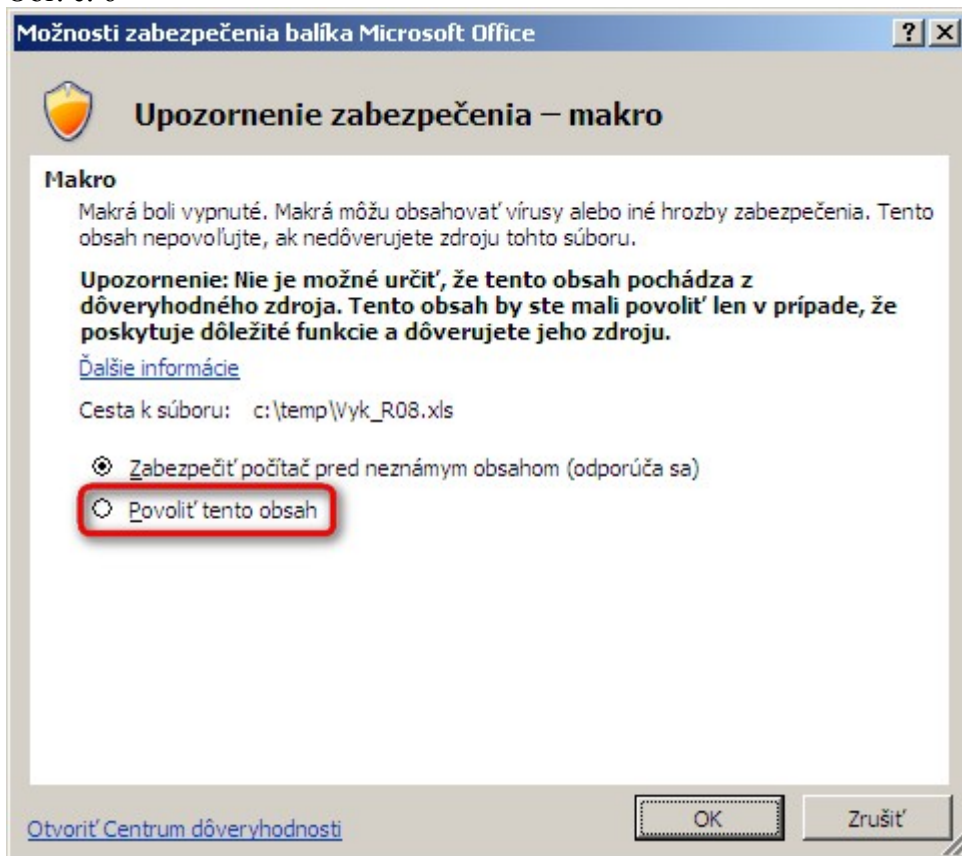 Možnosti zabezpečenia balíka Microsoft Office
Upozornenie zabezpečenia – makro
Makro
Makrá boli vypnuté. Makrá môžu obsahovať vírusy alebo iné hrozby zabezpečenia. Tento
obsah nepovoľujte, ak nedôverujete zdroju tohto súboru.
Upozornenie: Nie je možné určiť, že tento obsah pochádza z
dôveryhodného zdroja. Tento obsah by ste mali povoliť len v prípade, že
poskytuje dôležité funkcie a dôverujete jeho zdroju.
Ďalšie informácie
Cesta k súboru: c:\temp\Vyk_R08.xls
Zabezpečiť počítač pred neznámym obsahom (odporúča sa)
Povoliť tento obsah
Otvoriť Centrum dôveryhodnosti
OK
Zrušiť